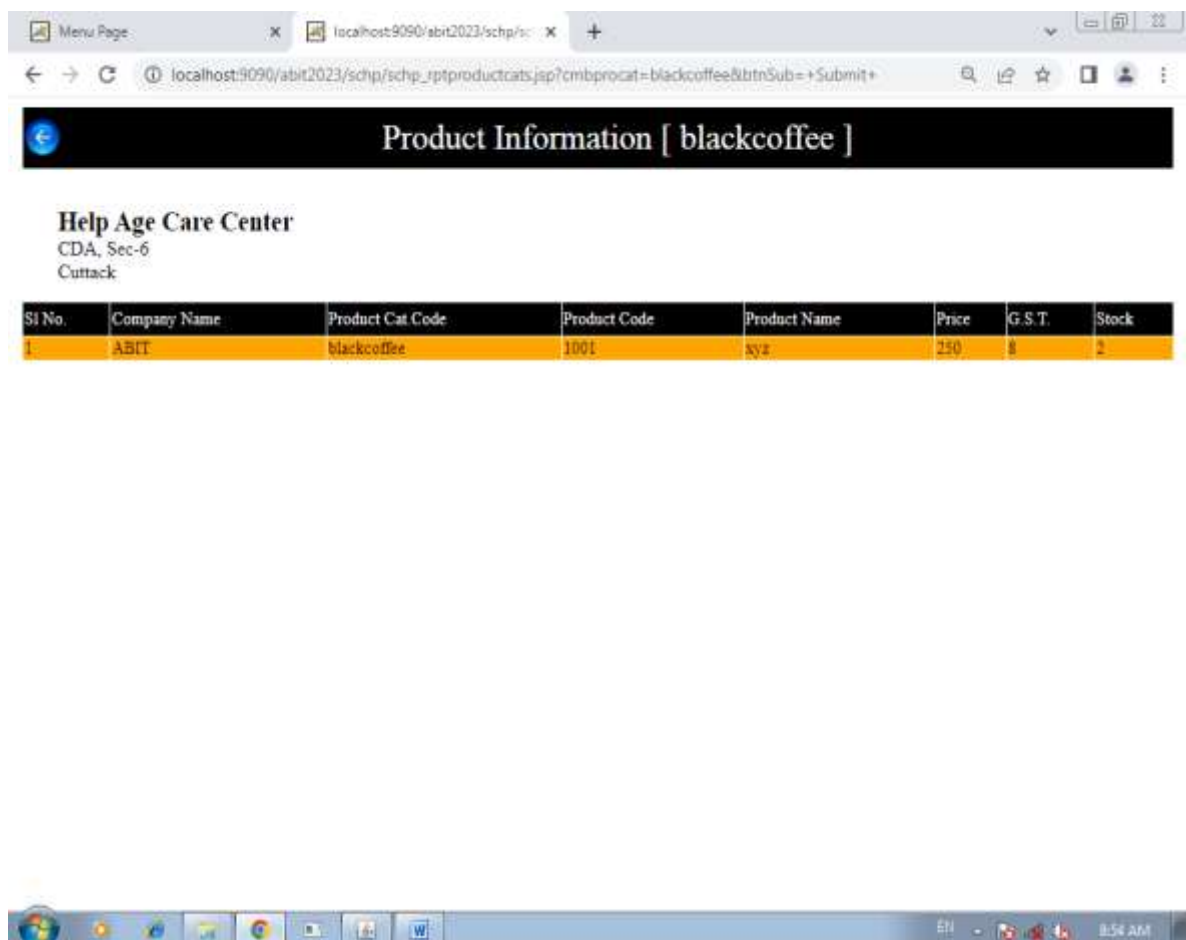 Menu Page
localhost:9090/abit2023/schp/sc
localhost:9090/abit2023/schp/schp_rptproductcats.jsp?cmbprocat=blackcoffee&btnSub=+Submit+
Product Information [ blackcoffee ]
Help Age Care Center
CDA, Sec-6
Cuttack
Sl No. Company Name Product Cat.Code Product Code Product Name Price G.S.T. Stock
1 ABIT blackcoffee 1001 xyz 250 8 2
EN 8:54 AM